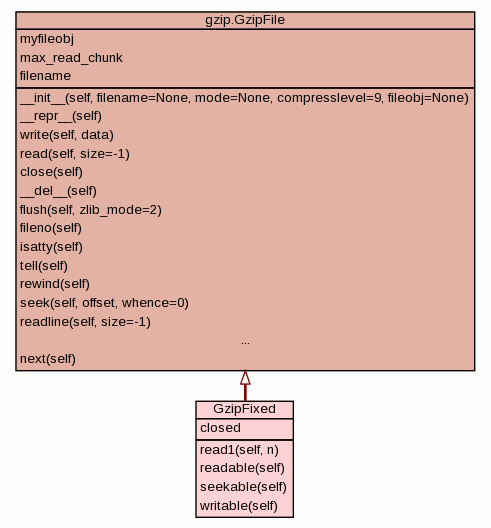 gzip.GzipFile
myfileobj
max_read_chunk
filename
__init__(self, filename=None, mode=None, compresslevel=9, fileobj=None)
__repr__(self)
write(self, data)
read(self, size=-1)
close(self)
__del__(self)
flush(self, zlib_mode=2)
fileno(self)
isatty(self)
tell(self)
rewind(self)
seek(self, offset, whence=0)
readline(self, size=-1)
...
next(self)
GzipFixed
closed
read1(self, n)
readable(self)
seekable(self)
writable(self)